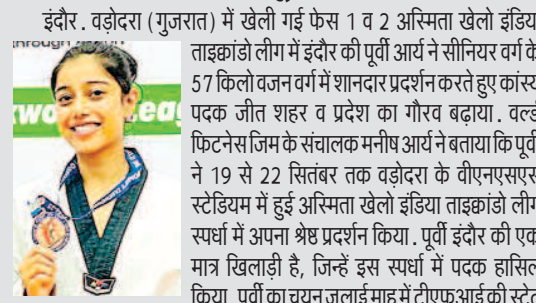 इंदौर. वड़ोदरा (गुजरात) में खेली गई फेस 1 व 2 अस्मिता खेलो इंडिया
ताइक्वांडो लीग में इंदौर की पूर्वी आर्य ने सीनियर वर्ग के
57 किलो वजन वर्ग में शानदार प्रदर्शन करते हुए कांस्य
पदक जीत शहर व प्रदेश का गौरव बढ़ाया. वर्ल्ड
फिटनेस जिम के संचालक मनीष आर्य ने बताया कि पूर्वी
ने 19 से 22 सितंबर तक वड़ोदरा के वीएनएसएस
स्टेडियम में हुई अस्मिता खेलो इंडिया ताइक्वांडो लीग
स्पर्धा में अपना श्रेष्ठ प्रदर्शन किया. पूर्वी इंदौर की एक
मात्र खिलाड़ी है, जिन्हें इस स्पर्धा में पदक हासिल
किया. पूर्वी का चयन जुलाई माह में टीएफआई की स्टेट